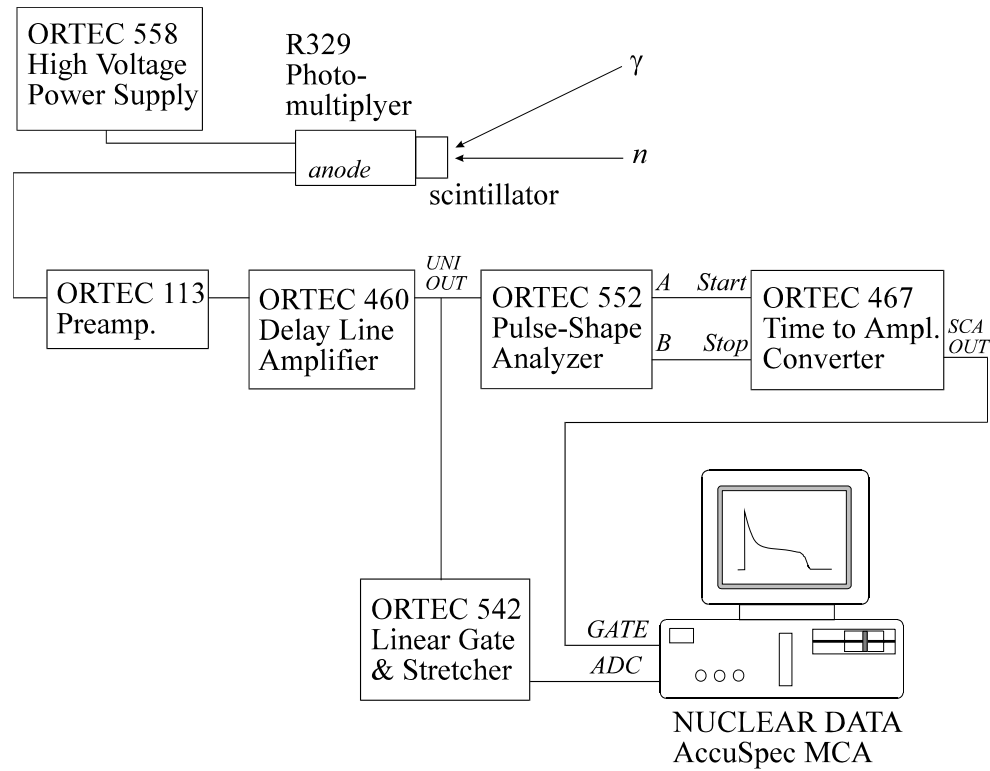 ORTEC 558
High Voltage
Power Supply
R329
Photo-
multiplyer
γ
n
anode
scintillator
ORTEC 113
Preamp.
ORTEC 460
Delay Line
Amplifier
UNI
OUT
ORTEC 552
Pulse-Shape
Analyzer
A
Start
B
Stop
ORTEC 467
Time to Ampl.
Converter
SCA
OUT
ORTEC 542
Linear Gate
& Stretcher
GATE
ADC
NUCLEAR DATA
AccuSpec MCA